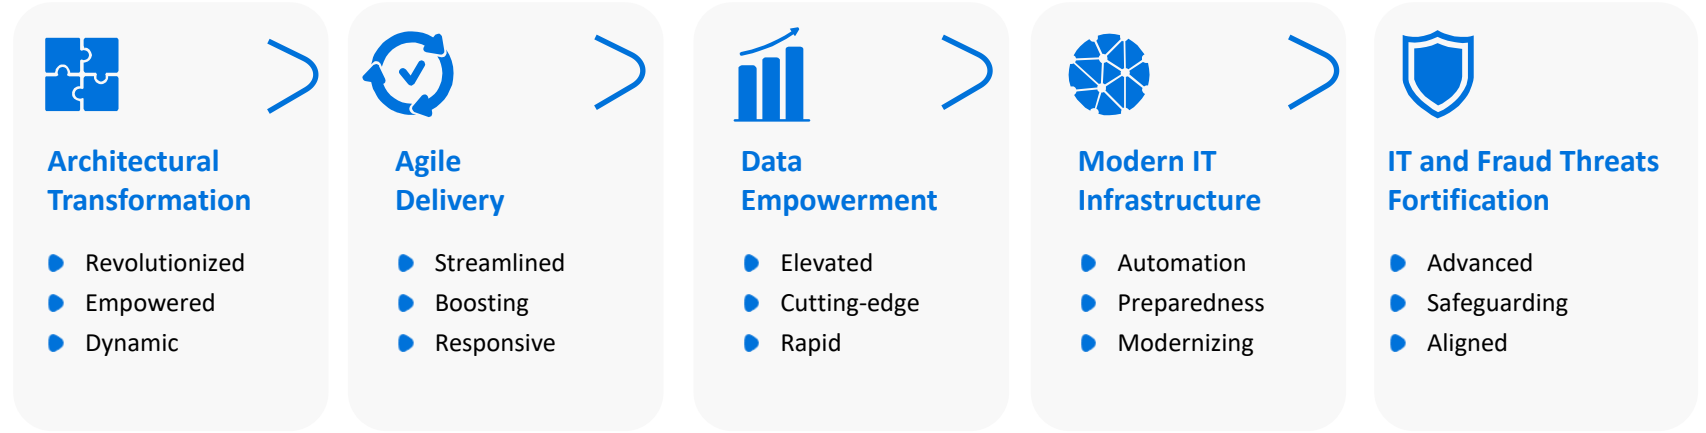 Architectural
Transformation
Revolutionized
Empowered
Dynamic
Agile
Delivery
Streamlined
Boosting
Responsive
Data
Empowerment
Elevated
Cutting-edge
Rapid
Modern IT
Infrastructure
Automation
Preparedness
Modernizing
IT and Fraud Threats
Fortification
Advanced
Safeguarding
Aligned